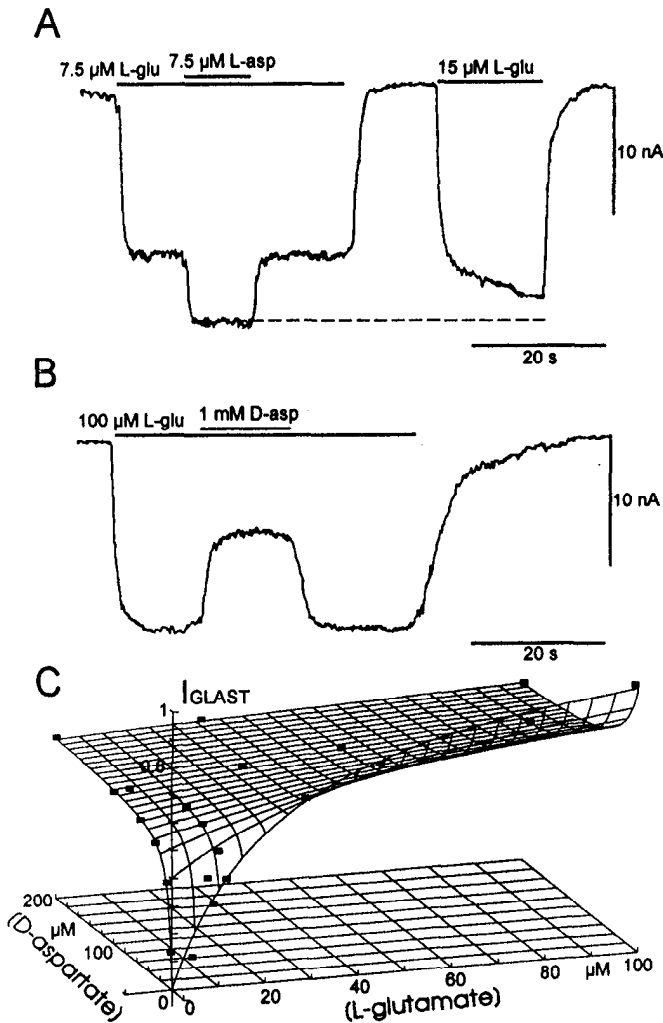 A
7.5 µM L-asp
7.5 µM L-glu
15 µM L-glu
10 nA
20 s
B
1 mM D-asp
100 µM L-glu
10 nA
20 s
C
IGLAST
1
200
µM
100
0
(D-aspartate)
0
20
40
60
80
µM
100
(L-glutamate)